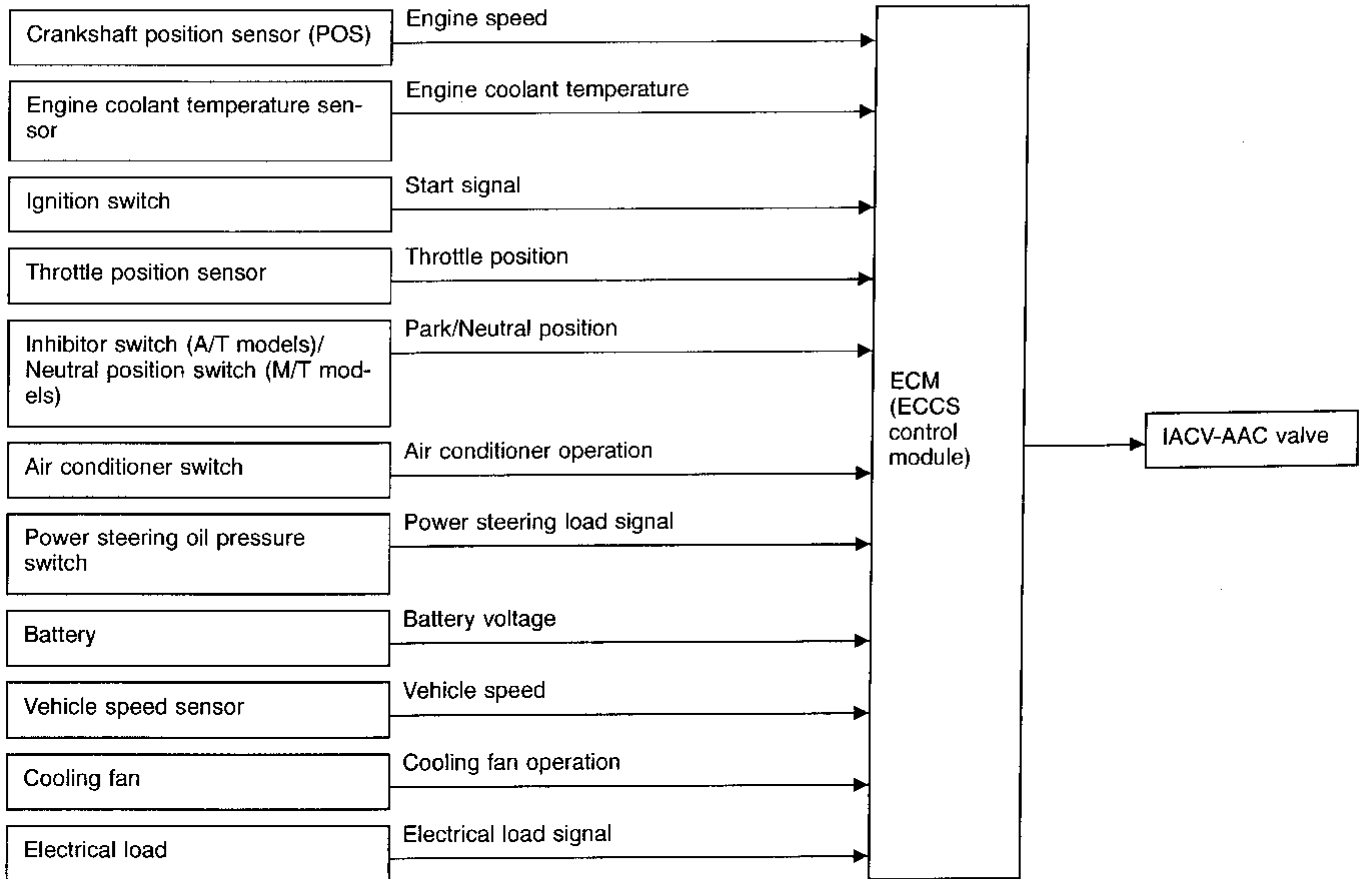 Crankshaft position sensor (POS)
Engine speed
Engine coolant temperature sen-
sor
Engine coolant temperature
Ignition switch
Start signal
Throttle position sensor
Throttle position
Inhibitor switch (A/T models)/
Neutral position switch (M/T mod-
els)
Park/Neutral position
Air conditioner switch
Air conditioner operation
Power steering oil pressure
switch
Power steering load signal
Battery
Battery voltage
Vehicle speed sensor
Vehicle speed
Cooling fan
Cooling fan operation
Electrical load
Electrical load signal
ECM
(ECCS
control
module)
IACV-AAC valve